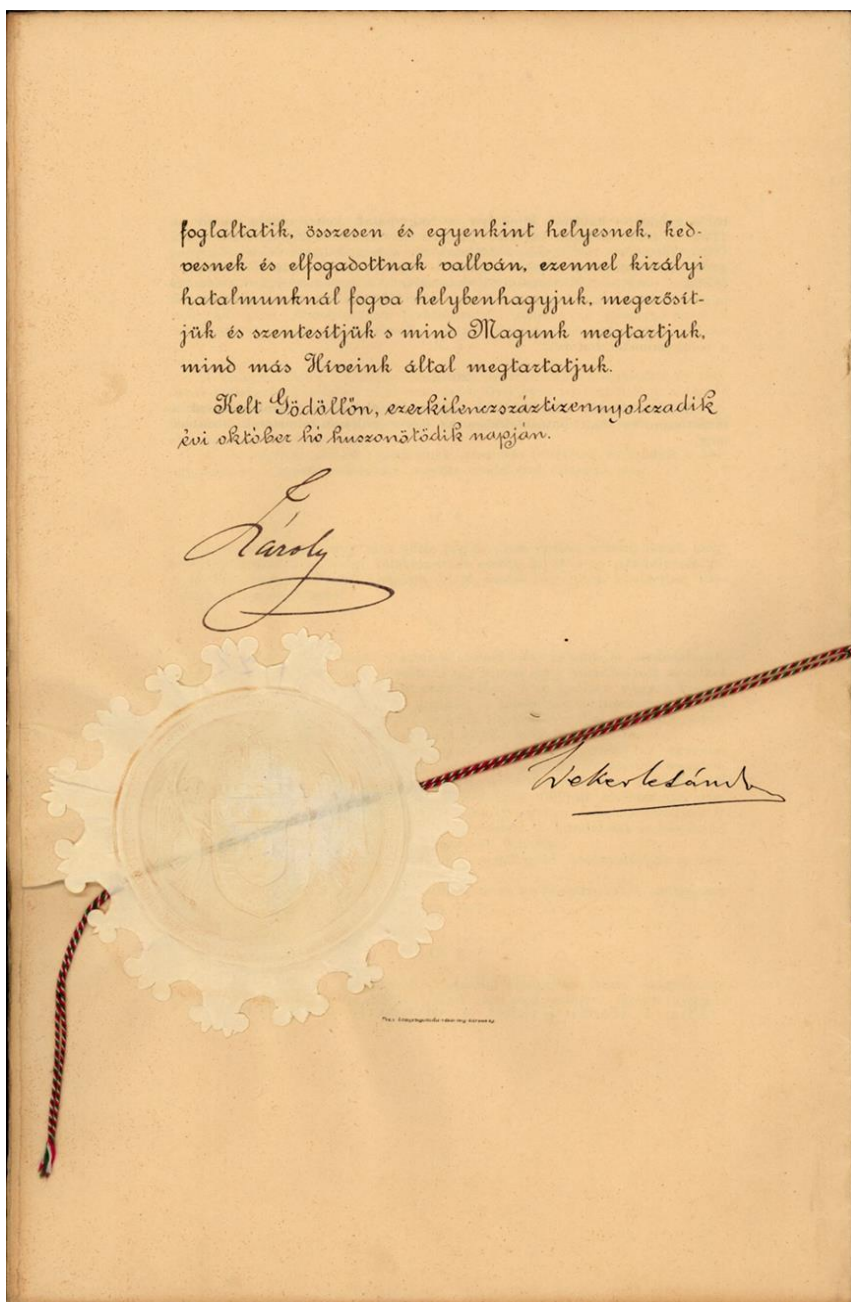 foglaltatik, összesen és egyenkint helyesnek, ked-
vesnek és elfogadottnak vallván, ezennel királyi
hatalmunknál fogva helybenhagyjuk, megerősít-
jük és szentesítjük s mind Magunk megtartjuk,
mind más Híveink által megtartatjuk.
Kelt Gödöllőn, ezerkilenczszáztizennyolczadik
évi október hó huszonötödik napján.
Károly
Wekerle Sándor